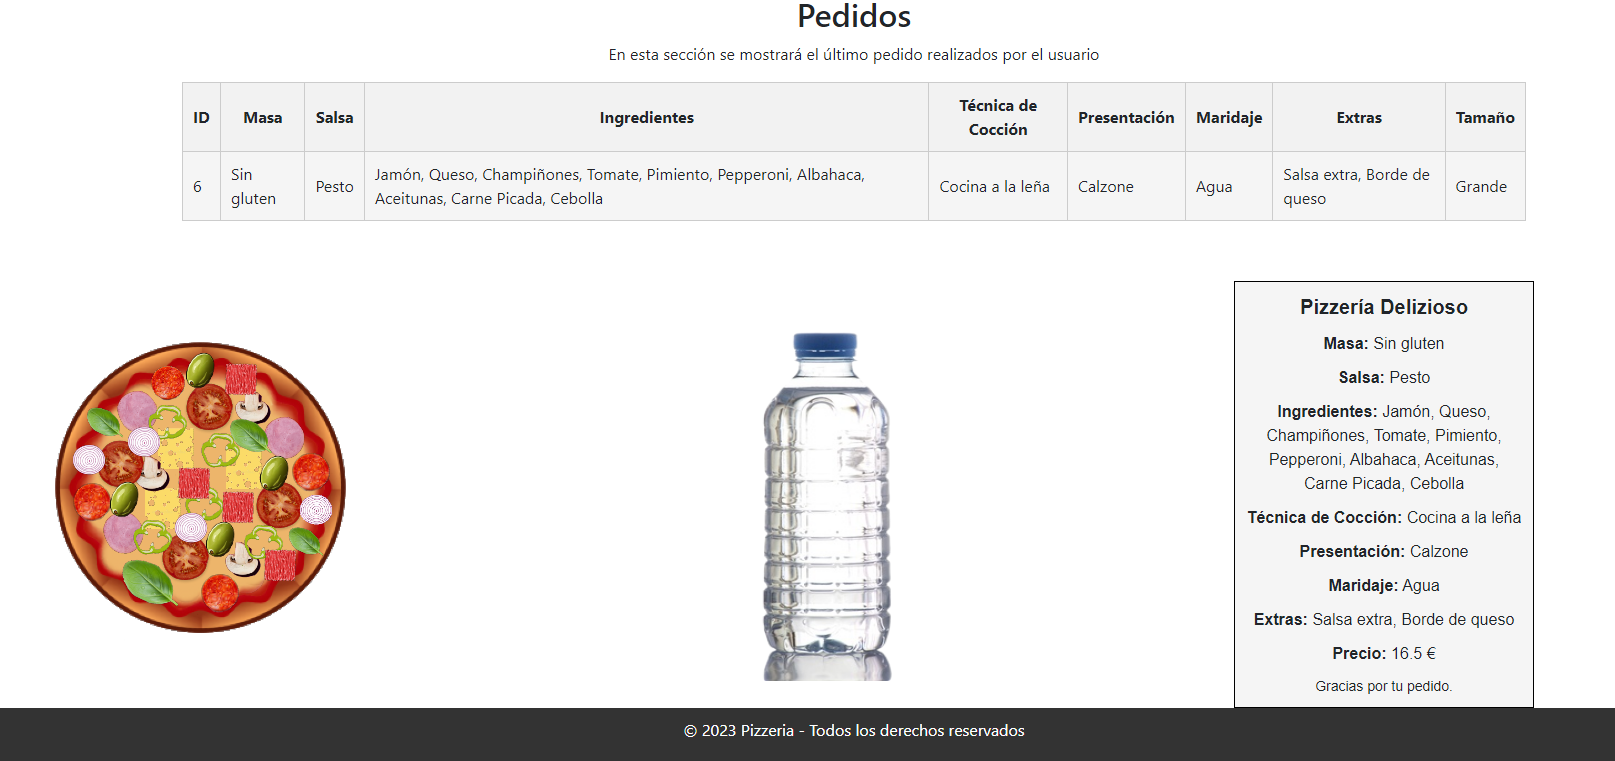 Pedidos
En esta sección se mostrará el último pedido realizados por el usuario
ID Masa Salsa Ingredientes Técnica de Cocción Presentación Maridaje Extras Tamaño
6 Sin gluten Pesto Jamón, Queso, Champiñones, Tomate, Pimiento, Pepperoni, Albahaca, Aceitunas, Carne Picada, Cebolla Cocina a la leña Calzone Agua Salsa extra, Borde de queso Grande
Pizzería Delizioso
Masa: Sin gluten
Salsa: Pesto
Ingredientes: Jamón, Queso,
Champiñones, Tomate, Pimiento,
Pepperoni, Albahaca, Aceitunas,
Carne Picada, Cebolla
Técnica de Cocción: Cocina a la leña
Presentación: Calzone
Maridaje: Agua
Extras: Salsa extra, Borde de queso
Precio: 16.5 €
Gracias por tu pedido.
© 2023 Pizzeria - Todos los derechos reservados